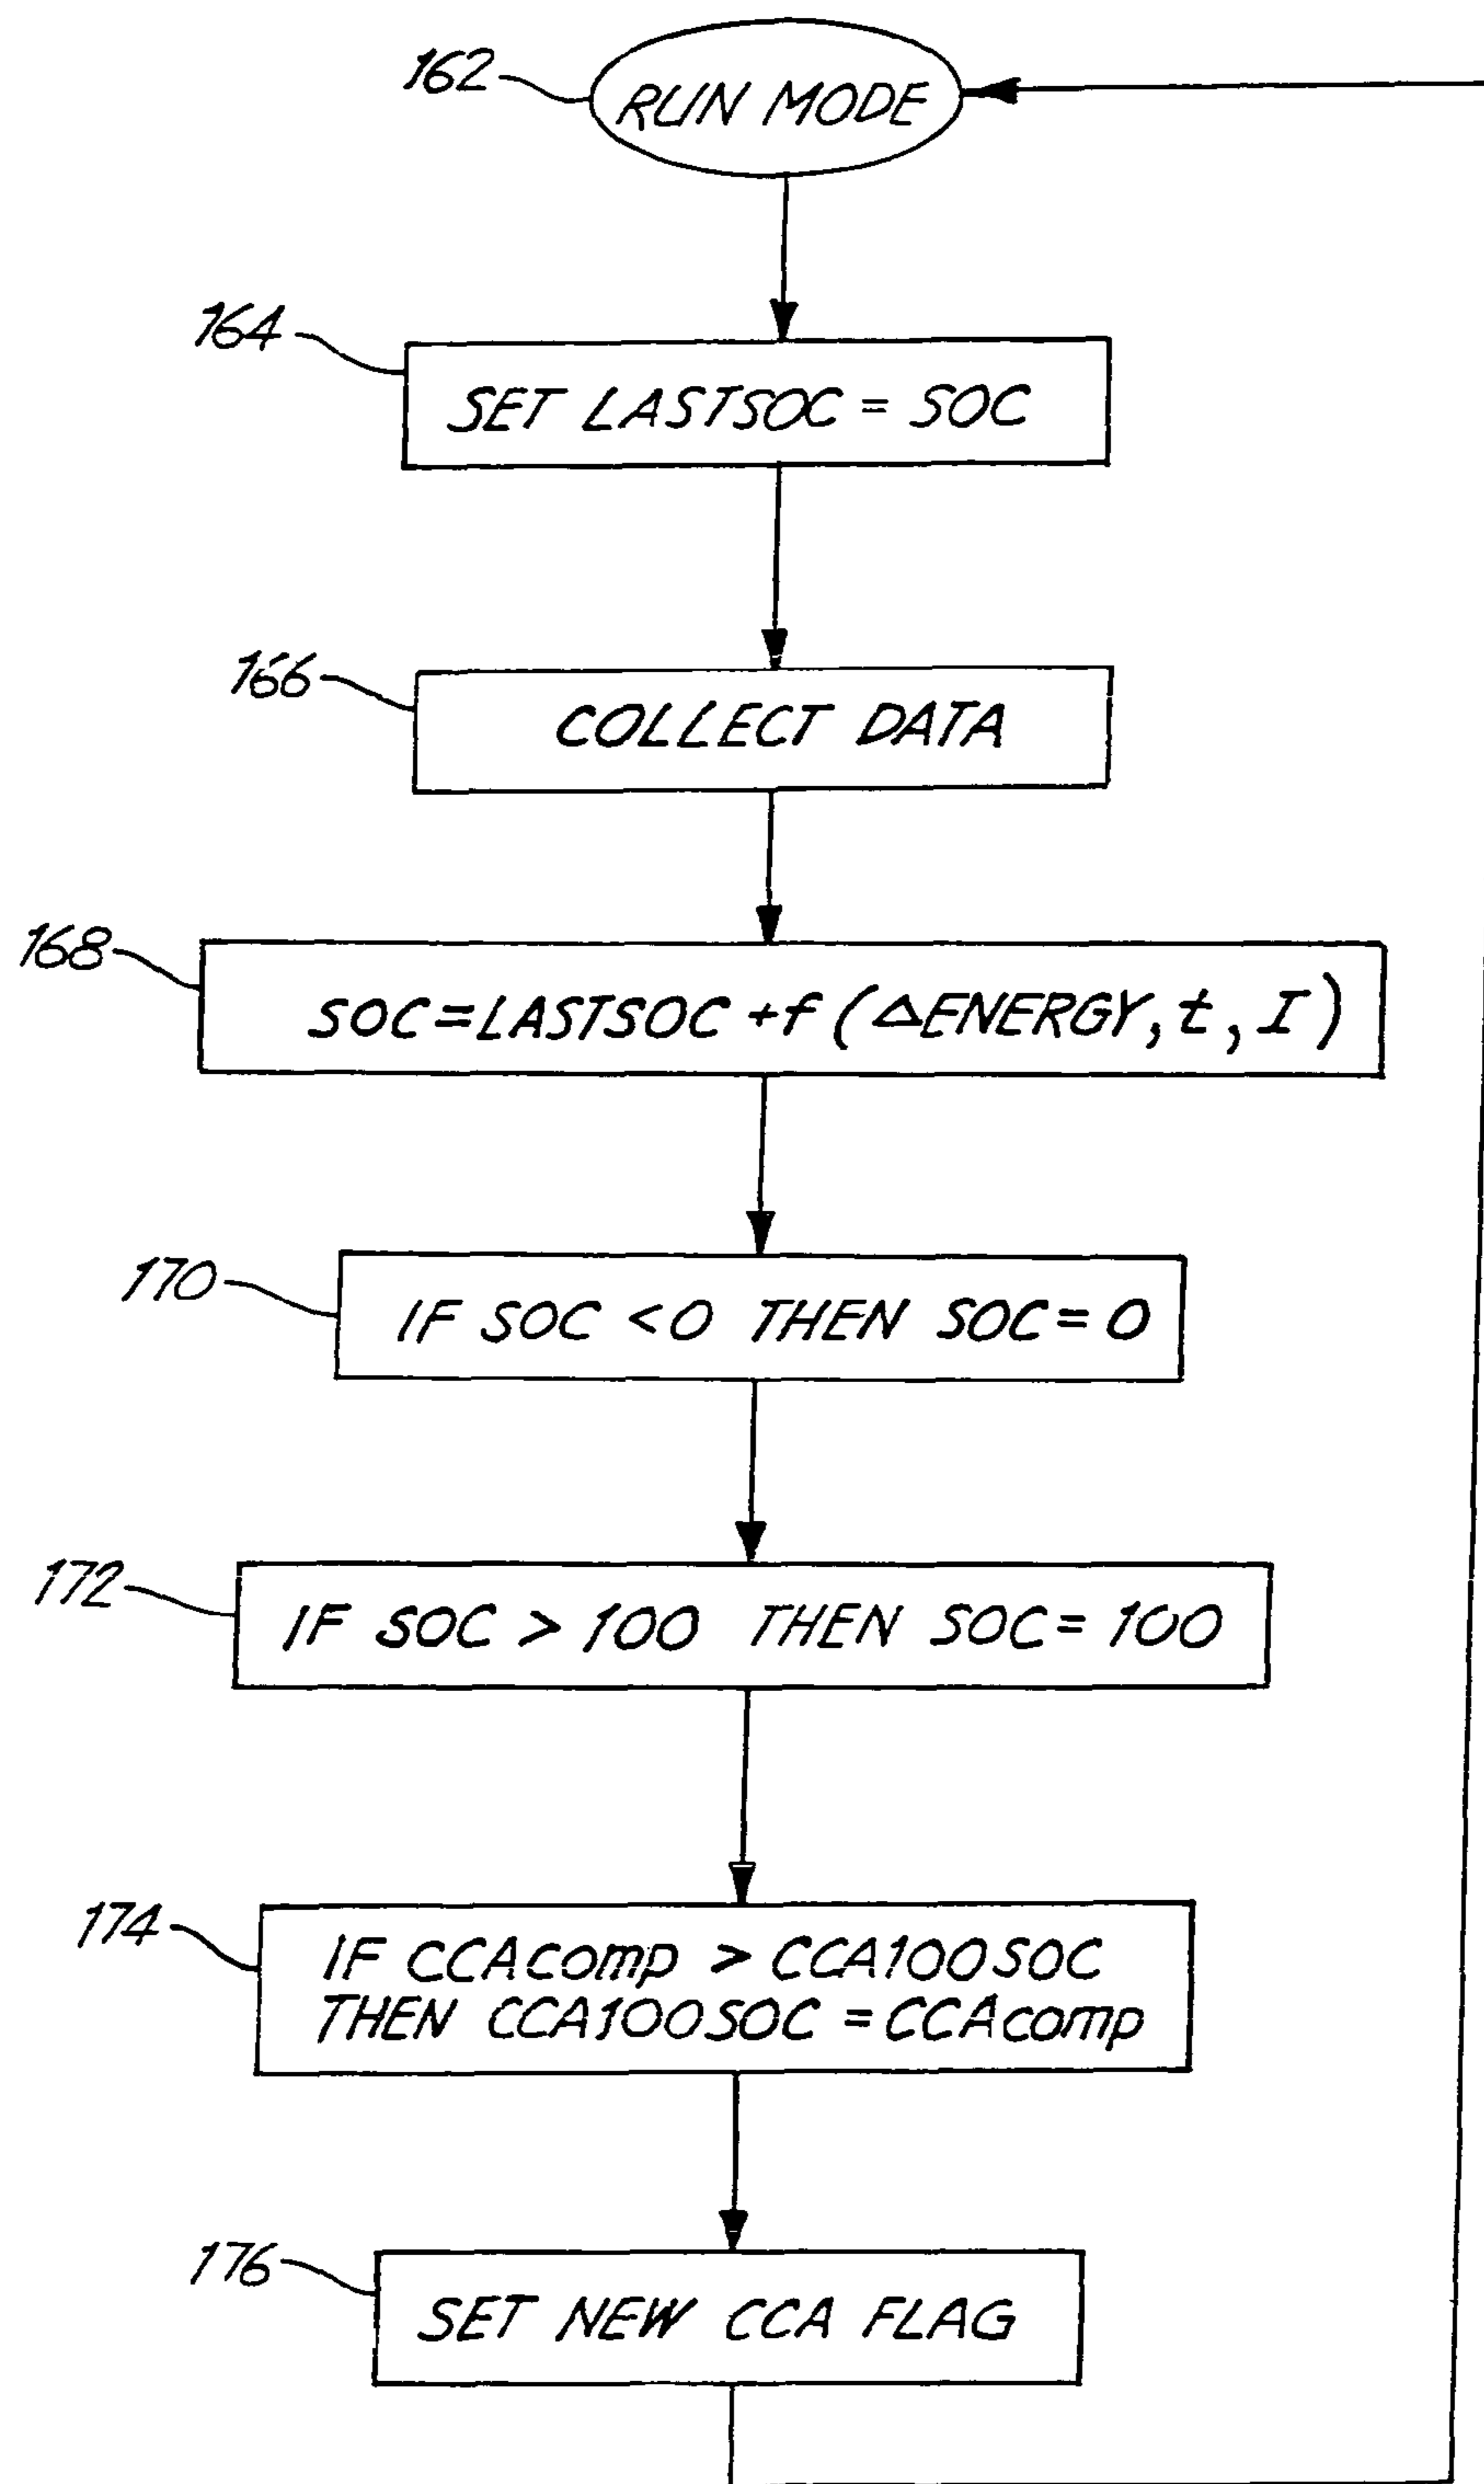 162
RUN MODE
164
SET LASTSOC = SOC
166
COLLECT DATA
168
SOC=LASTSOC +f (ΔENERGY, t, I)
170
IF SOC <0 THEN SOC= 0
172
IF SOC > 100 THEN SOC= 100
174
IF CCAcomp > CCA100SOC
THEN CCA100SOC =CCAcomp
176
SET NEW CCA FLAG